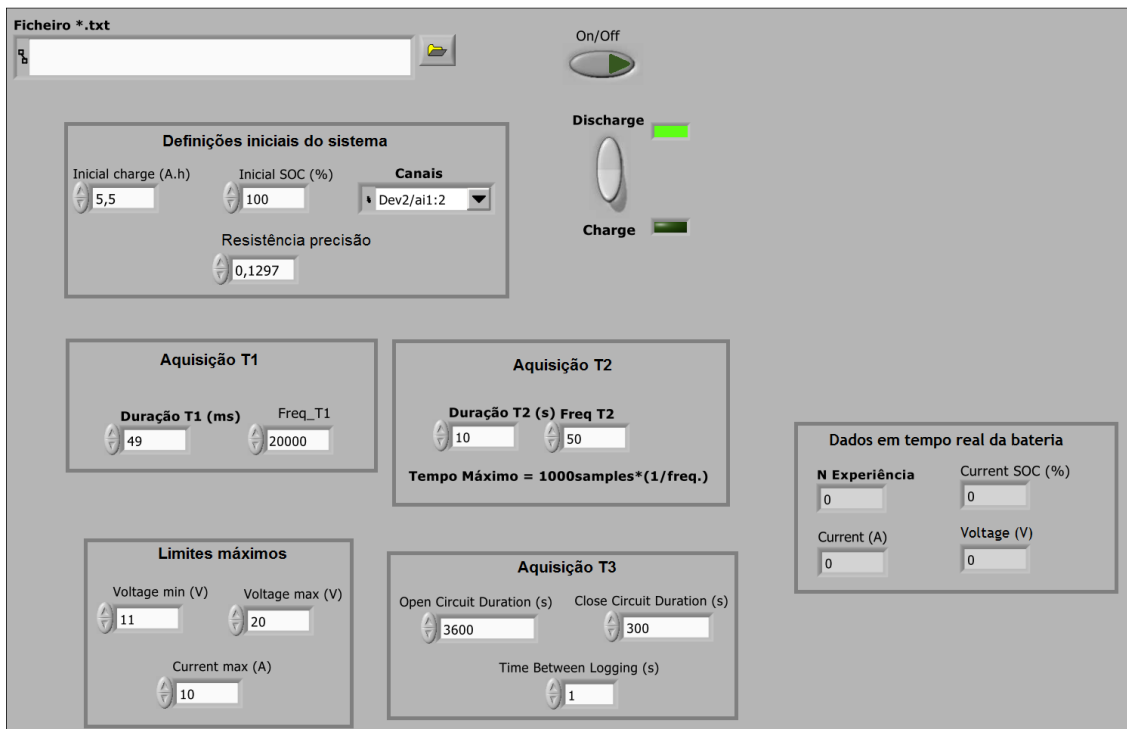 Ficheiro *.txt
On/Off
Discharge
Charge
Definições iniciais do sistema
Inicial charge (A.h)
5,5
Inicial SOC (%)
100
Canais
Dev2/ai1:2
Resistência precisão
0,1297
Aquisição T1
Duração T1 (ms)
49
Freq_T1
20000
Aquisição T2
Duração T2 (s)
10
Freq T2
50
Tempo Máximo = 1000samples*(1/freq.)
Dados em tempo real da bateria
N Experiência
0
Current SOC (%)
0
Current (A)
0
Voltage (V)
0
Limites máximos
Voltage min (V)
11
Voltage max (V)
20
Current max (A)
10
Aquisição T3
Open Circuit Duration (s)
3600
Close Circuit Duration (s)
300
Time Between Logging (s)
1